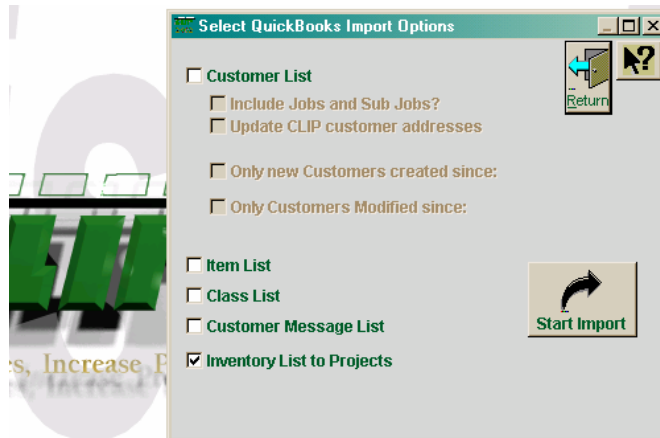 Select QuickBooks Import Options
Customer List
Include Jobs and Sub Jobs?
Update CLIP customer addresses
Only new Customers created since:
Only Customers Modified since:
Item List
Class List
Customer Message List
Inventory List to Projects
Return
Start Import
s, Increase P